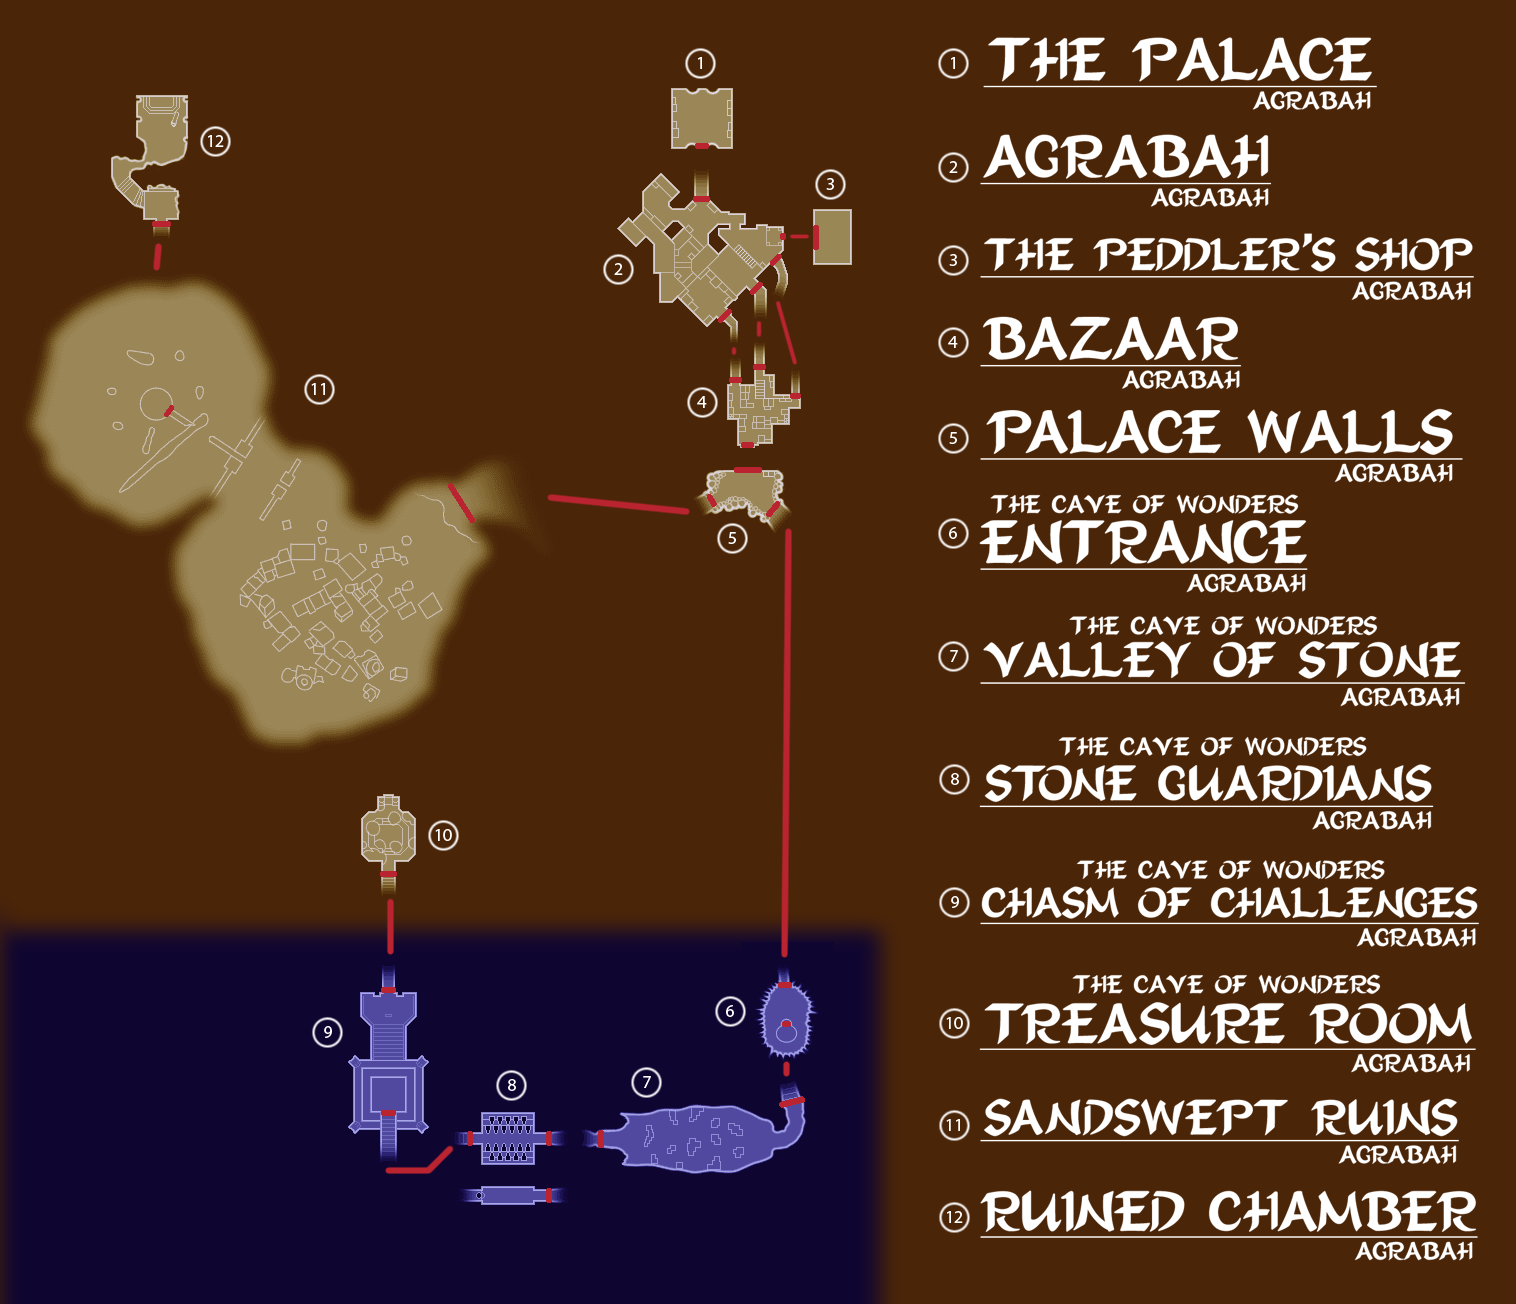 1 THE PALACE
AGRABAH
2 AGRABAH
AGRABAH
3 THE PEDDLER'S SHOP
AGRABAH
4 BAZAAR
AGRABAH
5 PALACE WALLS
AGRABAH
THE CAVE OF WONDERS
6 ENTRANCE
AGRABAH
THE CAVE OF WONDERS
7 VALLEY OF STONE
AGRABAH
THE CAVE OF WONDERS
8 STONE GUARDIANS
AGRABAH
THE CAVE OF WONDERS
9 CHASM OF CHALLENGES
AGRABAH
THE CAVE OF WONDERS
10 TREASURE ROOM
AGRABAH
11 SANDSWEPT RUINS
AGRABAH
12 RUINED CHAMBER
AGRABAH
1
12
3
2
11
4
5
10
6
9
7
8